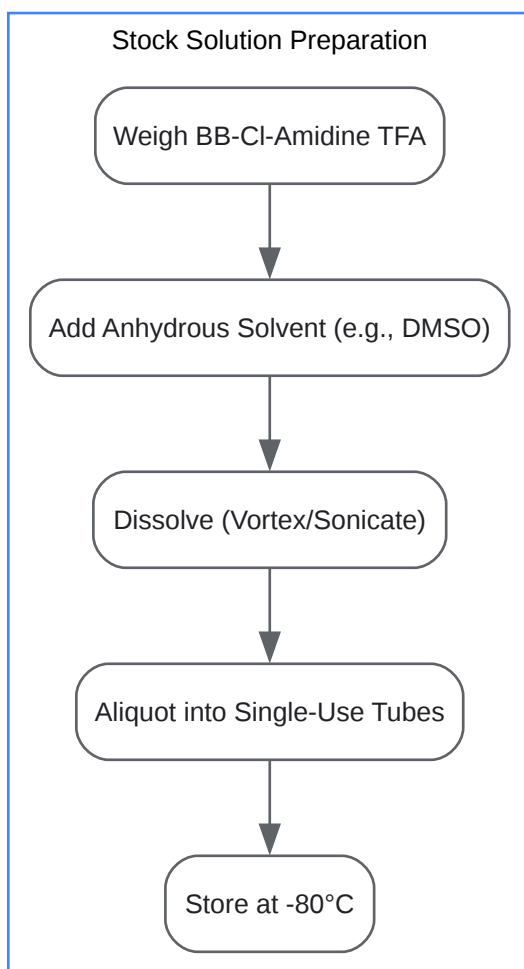 Stock Solution Preparation
Weigh BB-Cl-Amidine TFA
Add Anhydrous Solvent (e.g., DMSO)
Dissolve (Vortex/Sonicate)
Aliquot into Single-Use Tubes
Store at -80°C